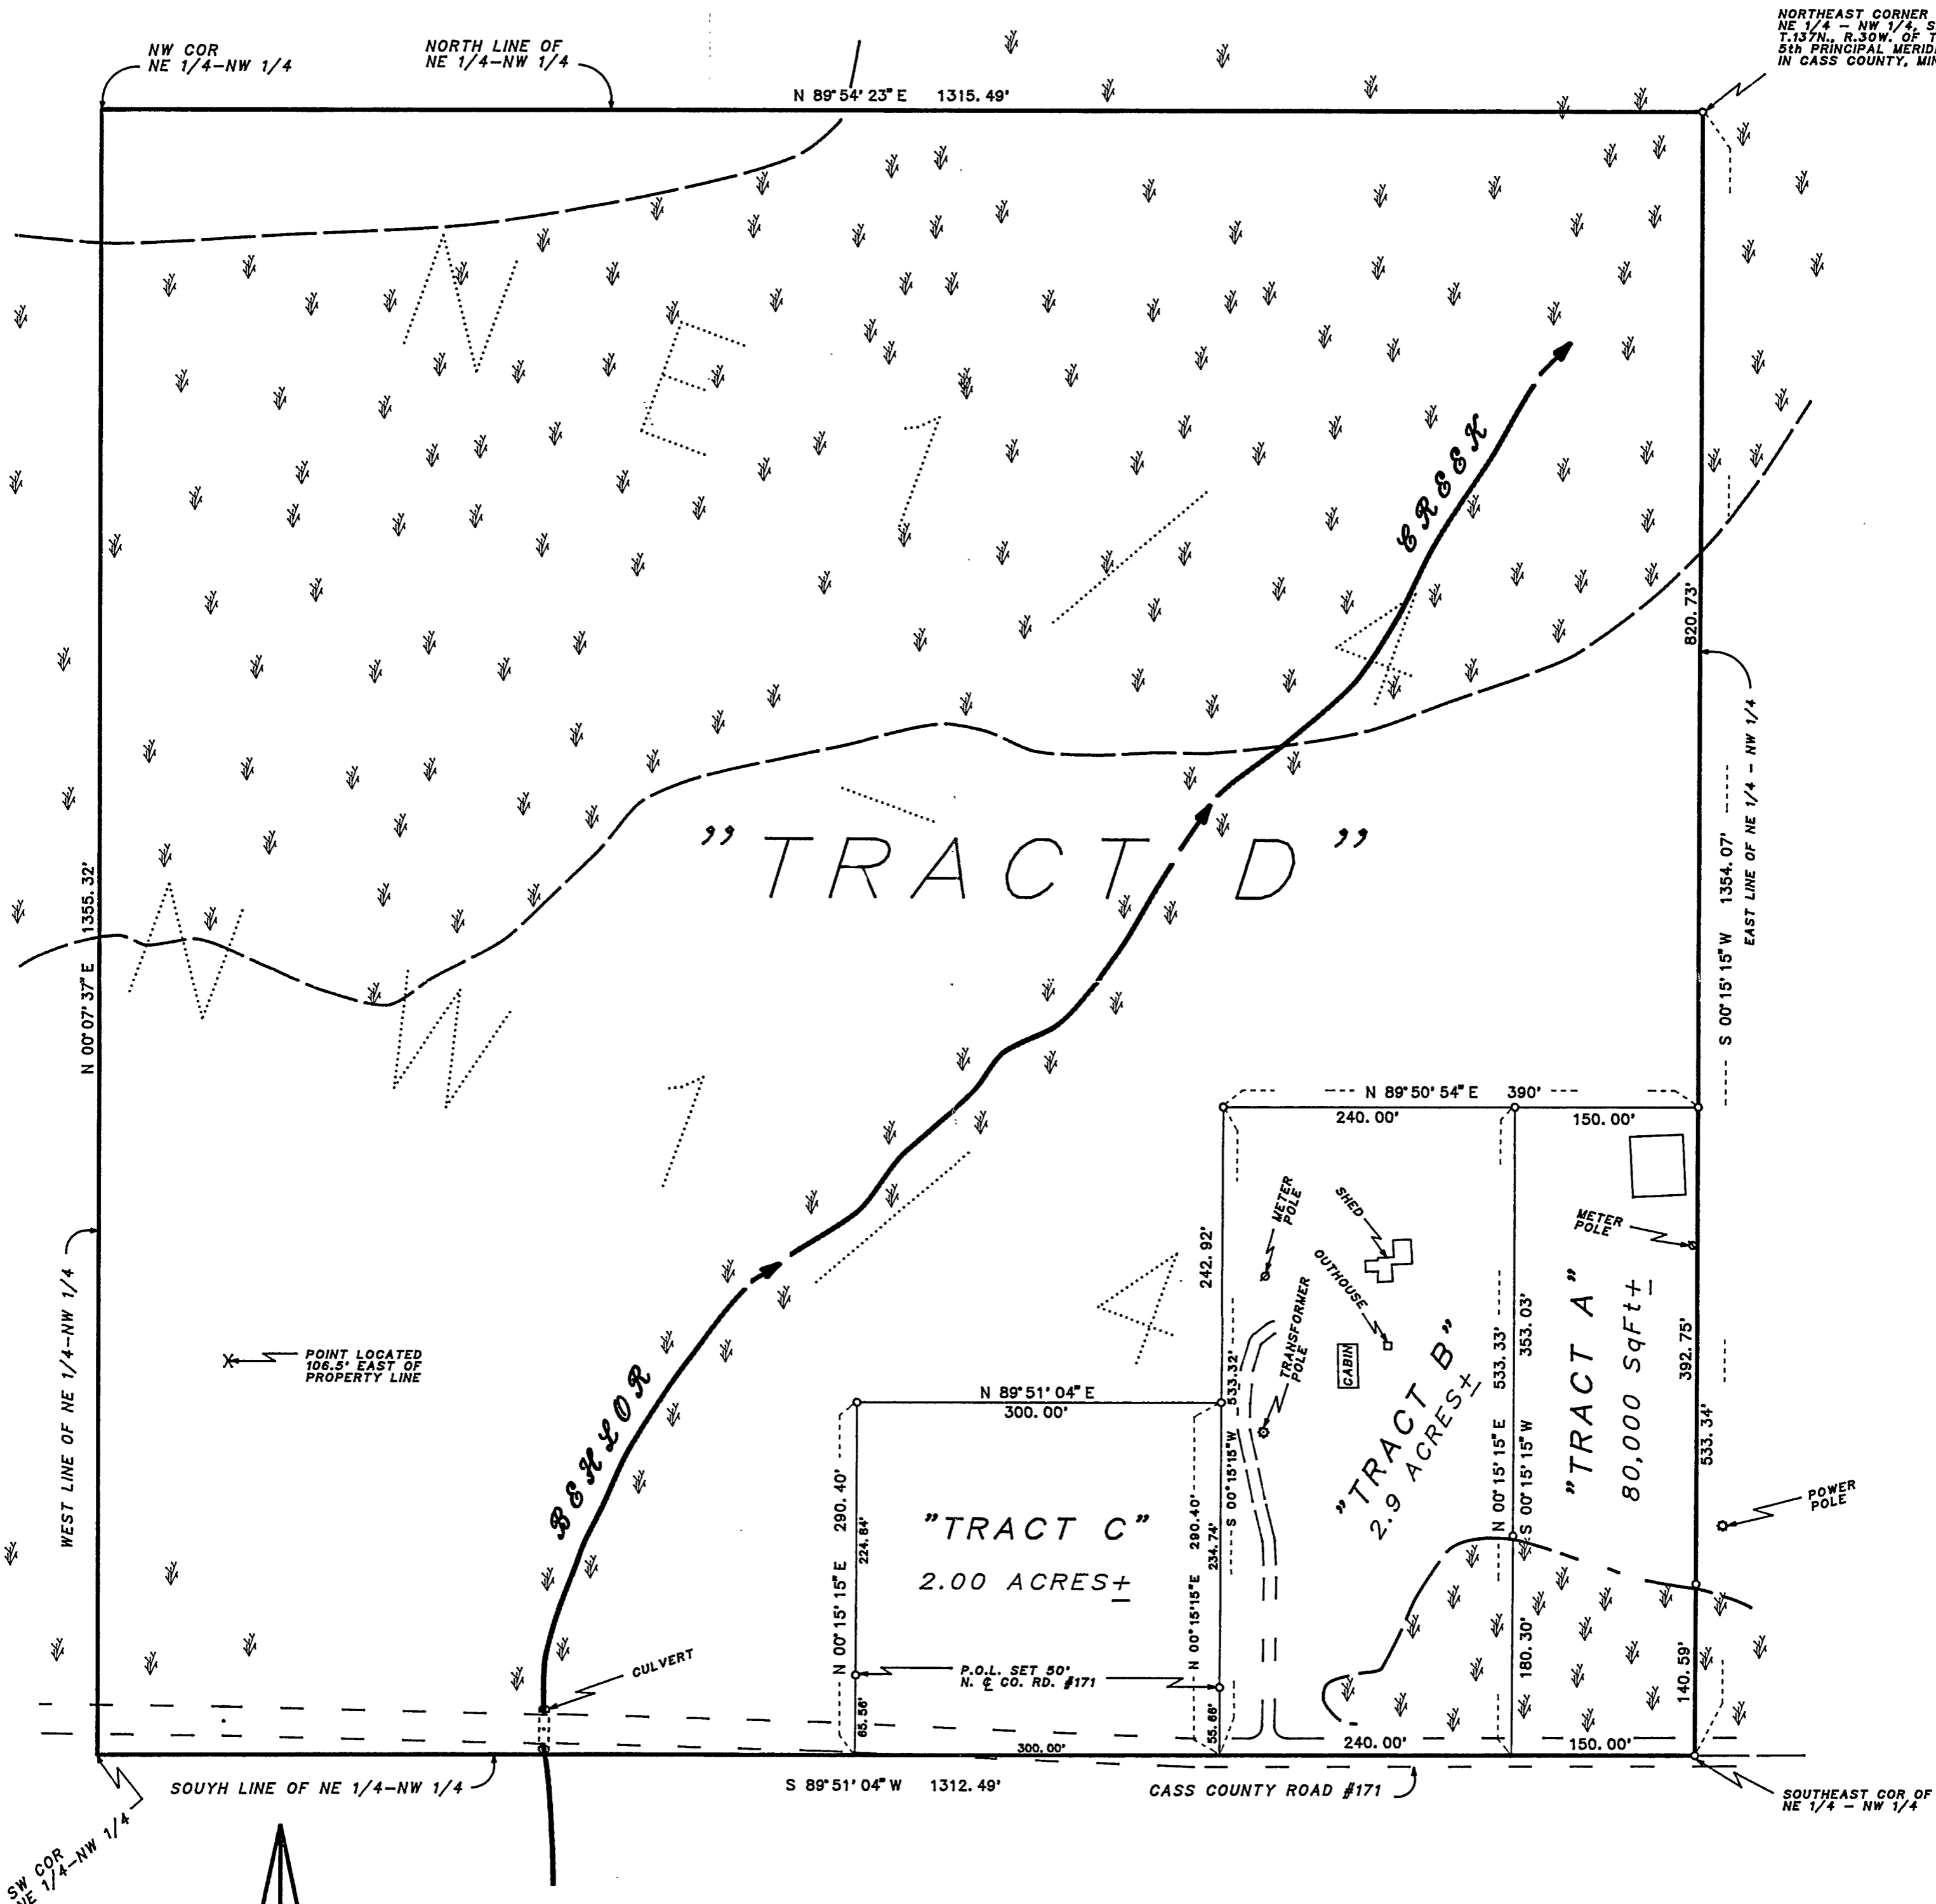 NW COR
NE 1/4-NW 1/4
NORTH LINE OF
NE 1/4-NW 1/4
N 89°54'23" E 1315.49'
NORTHEAST CORNER
NE 1/4 - NW 1/4,
T.137N., R.30W. OF
5th PRINCIPAL
IN CASS COUNTY,
NE 1/4
CREEK
820.73'
EAST LINE OF NE 1/4 - NW 1/4
S 00°15'15" W 1354.07'
"TRACT D"
N 00°07'37" E 1355.32'
NW 1/4
N 89°50'54" E 390'
240.00'
150.00'
METER
POLE
SHED
OUTHOUSE
TRANSFORMER
POLE
CABIN
METER
POLE
242.92'
533.32'
S 00°15'15" W
"TRACT B"
2.9 ACRES±
N 00°15'15" E 533.33'
S 00°15'15" W 353.03'
"TRACT A"
80,000 SqFt±
392.75'
533.34'
POWER
POLE
WEST LINE OF NE 1/4-NW 1/4
POINT LOCATED
106.5' EAST OF
PROPERTY LINE
BEHLOR
N 89°51'04" E
300.00'
N 00°15'15" E 290.40'
224.84'
"TRACT C"
2.00 ACRES±
N 00°15'15" E 290.40'
234.74'
P.O.L. SET 50'
N. ℄ CO. RD. #171
65.56'
55.66'
180.30'
140.59'
CULVERT
300.00'
240.00'
150.00'
SOUYH LINE OF NE 1/4-NW 1/4
S 89°51'04" W 1312.49'
CASS COUNTY ROAD #171
SOUTHEAST COR OF
NE 1/4 - NW 1/4
SW COR
NE 1/4-NW 1/4